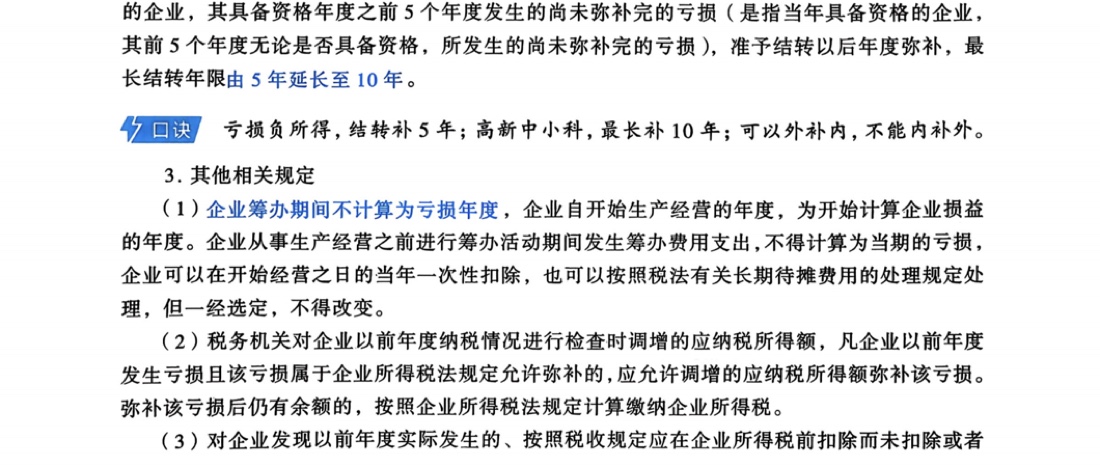 的企业，其具备资格年度之前 5 个年度发生的尚未弥补完的亏损（是指当年具备资格的企业，
其前 5 个年度无论是否具备资格，所发生的尚未弥补完的亏损），准予结转以后年度弥补，最
长结转年限由 5 年延长至 10 年。
口诀 亏损负所得，结转补 5 年；高新中小科，最长补 10 年；可以外补内，不能内补外。
3. 其他相关规定
（1）企业筹办期间不计算为亏损年度，企业自开始生产经营的年度，为开始计算企业损益
的年度。企业从事生产经营之前进行筹办活动期间发生筹办费用支出，不得计算为当期的亏损，
企业可以在开始经营之日的当年一次性扣除，也可以按照税法有关长期待摊费用的处理规定处
理，但一经选定，不得改变。
（2）税务机关对企业以前年度纳税情况进行检查时调增的应纳税所得额，凡企业以前年度
发生亏损且该亏损属于企业所得税法规定允许弥补的，应允许调增的应纳税所得额弥补该亏损。
弥补该亏损后仍有余额的，按照企业所得税法规定计算缴纳企业所得税。
（3）对企业发现以前年度实际发生的、按照税收规定应在企业所得税前扣除而未扣除或者